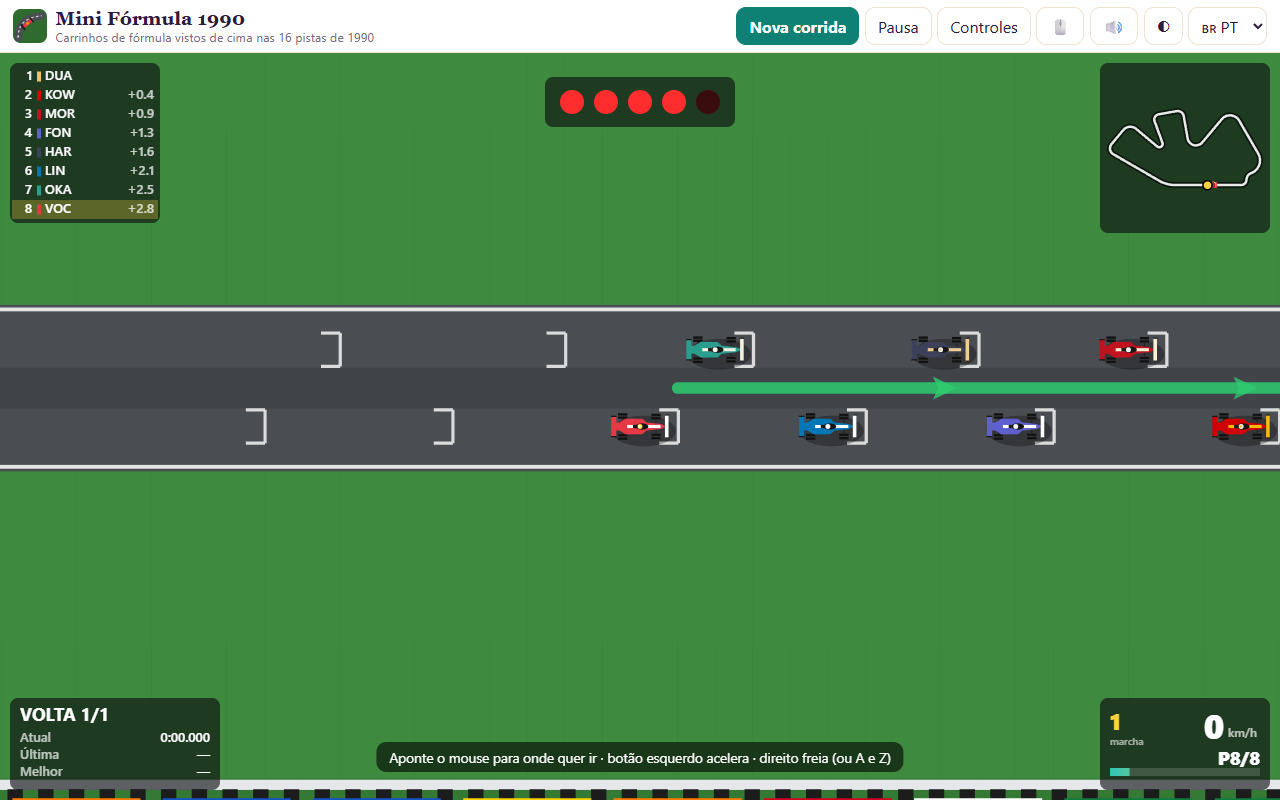 Mini Fórmula 1990
Carrinhos de fórmula vistos de cima nas 16 pistas de 1990
Nova corrida
Pausa
Controles
BR PT
1 DUA
2 KOW +0.4
3 MOR +0.9
4 FON +1.3
5 HAR +1.6
6 LIN +2.1
7 OKA +2.5
8 VOC +2.8
VOLTA 1/1
Atual 0:00.000
Última —
Melhor —
Aponte o mouse para onde quer ir · botão esquerdo acelera · direito freia (ou A e Z)
1 0 km/h
marcha
P8/8